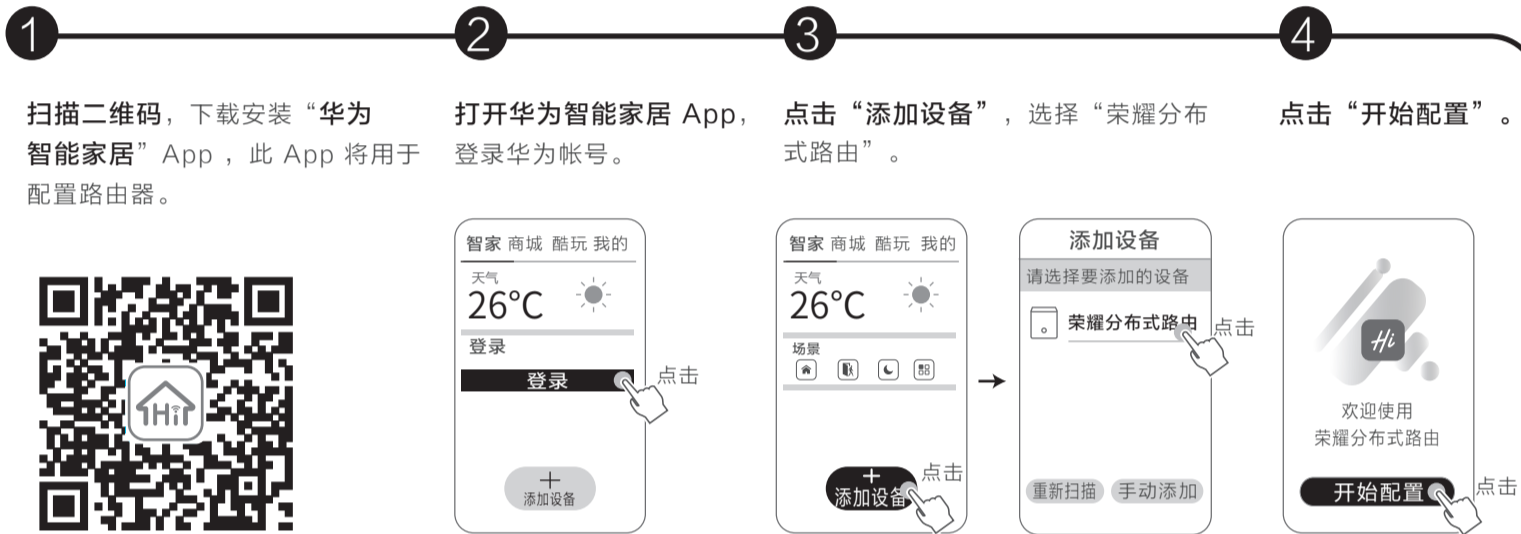 1
扫描二维码，下载安装“华为
智能家居”App ，此 App 将用于
配置路由器。
HiT
2
打开华为智能家居 App，
登录华为帐号。
智家 商城 酷玩 我的
天气
26°C
登录
登录
点击
添加设备
3
点击“添加设备”，选择“荣耀分布
式路由”。
智家 商城 酷玩 我的
天气
26°C
场景
添加设备
点击
添加设备
请选择要添加的设备
荣耀分布式路由
点击
重新扫描 手动添加
4
点击“开始配置”。
Hi
欢迎使用
荣耀分布式路由
开始配置
点击